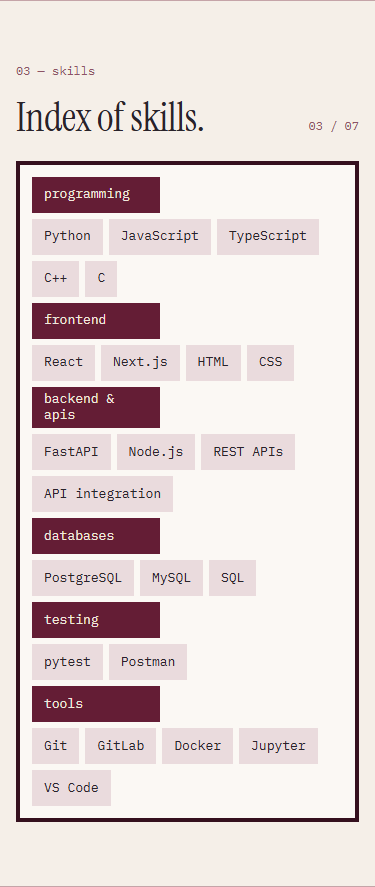 03 — skills
Index of skills.
03 / 07
programming
Python JavaScript TypeScript
C++ C
frontend
React Next.js HTML CSS
backend &
apis
FastAPI Node.js REST APIs
API integration
databases
PostgreSQL MySQL SQL
testing
pytest Postman
tools
Git GitLab Docker Jupyter
VS Code